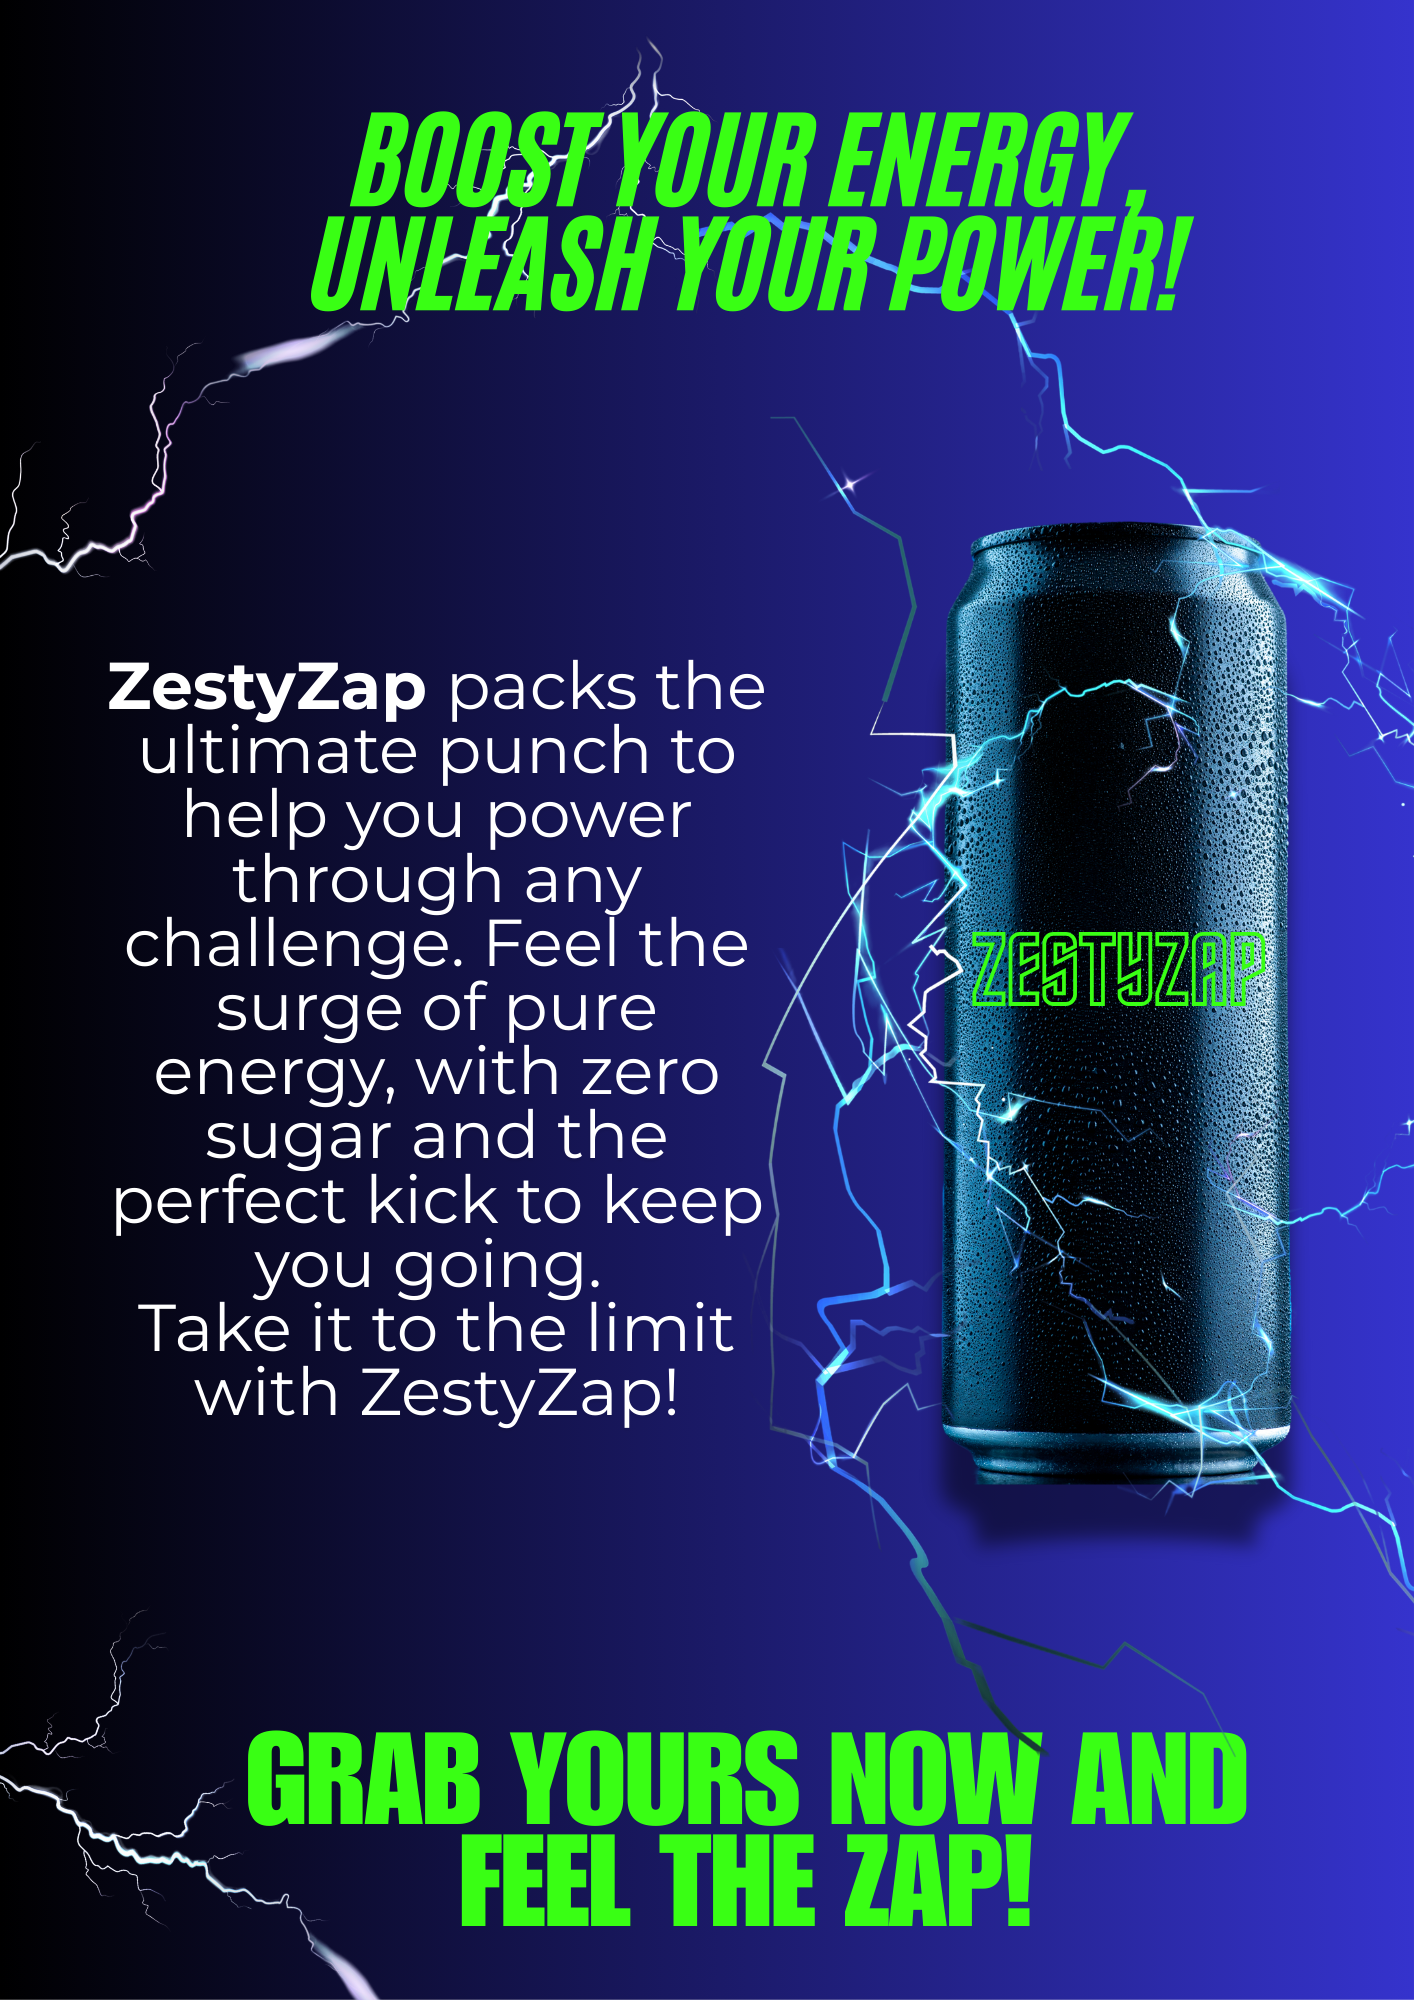 BOOST YOUR ENERGY,
UNLEASH YOUR POWER!
ZestyZap packs the
ultimate punch to
help you power
through any
challenge. Feel the
surge of pure
energy, with zero
sugar and the
perfect kick to keep
you going.
Take it to the limit
with ZestyZap!
ZESTYZAP
GRAB YOURS NOW AND
FEEL THE ZAP!